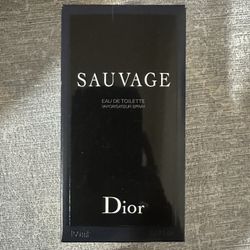 SAUVAGE
EAU DE TOILETTE
VAPORISATEUR SPRAY
Dior